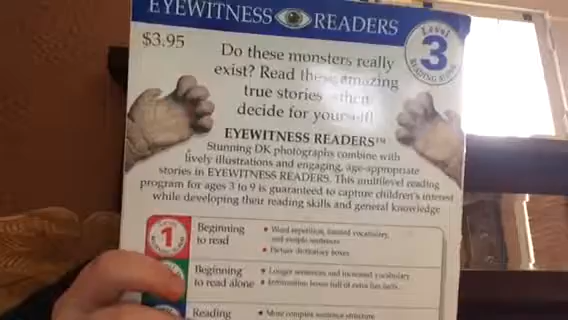 EYEWITNESS READERS
Level
3
READING ALONE
$3.95
Do these monsters really
exist? Read these amazing
true stories - then
decide for yourself!
EYEWITNESS READERS™
Stunning DK photographs combine with
lively illustrations and engaging, age-appropriate
stories in EYEWITNESS READERS. This multilevel reading
program for ages 3 to 9 is guaranteed to capture children's interest
while developing their reading skills and general knowledge
1
Beginning
to read
• Word repetition, limited vocabulary,
and simple sentences
• Picture dictionary boxes
Beginning
to read alone
• Longer sentences and increased vocabulary
• Information boxes full of extra fun facts
Reading
• More complex sentence structure